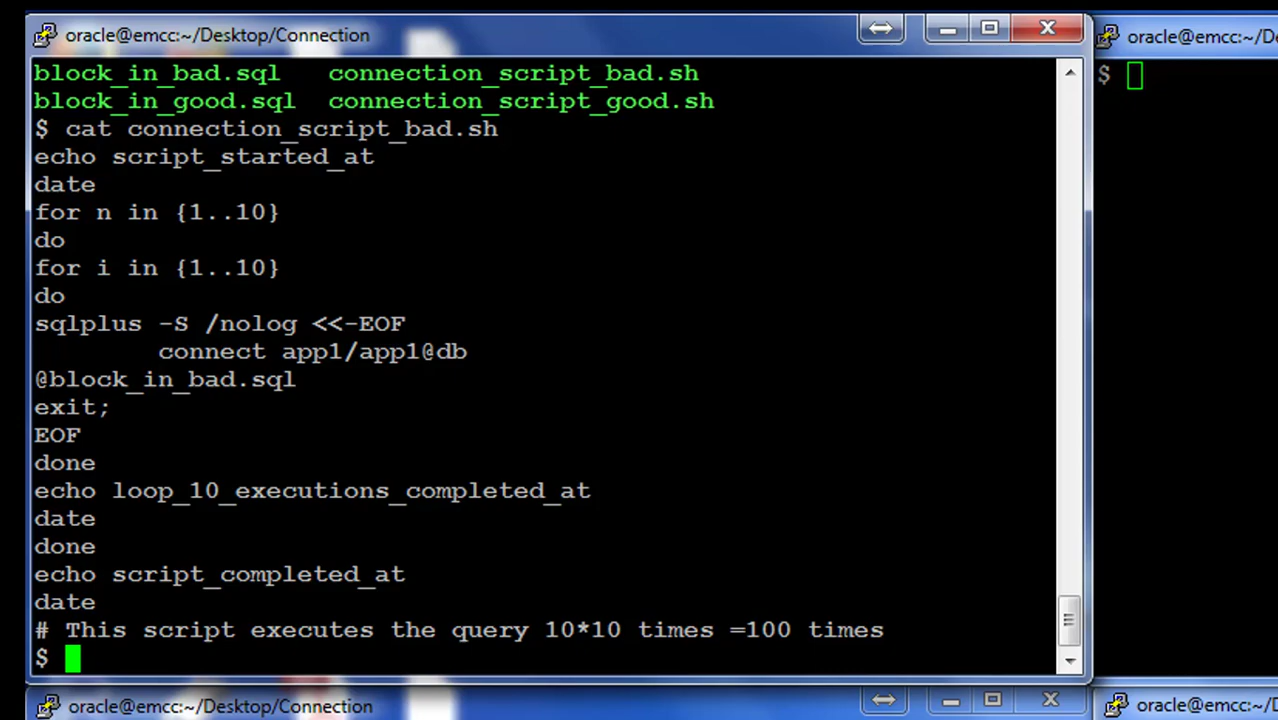 oracle@emcc:~/Desktop/Connection
oracle@emcc:~/De
block_in_bad.sql   connection_script_bad.sh
$
block_in_good.sql  connection_script_good.sh
$ cat connection_script_bad.sh
echo script_started_at
date
for n in {1..10}
do
for i in {1..10}
do
sqlplus -S /nolog <<-EOF
        connect app1/app1@db
@block_in_bad.sql
exit;
EOF
done
echo loop_10_executions_completed_at
date
done
echo script_completed_at
date
# This script executes the query 10*10 times =100 times
$
oracle@emcc:~/Desktop/Connection
oracle@emcc:~/D